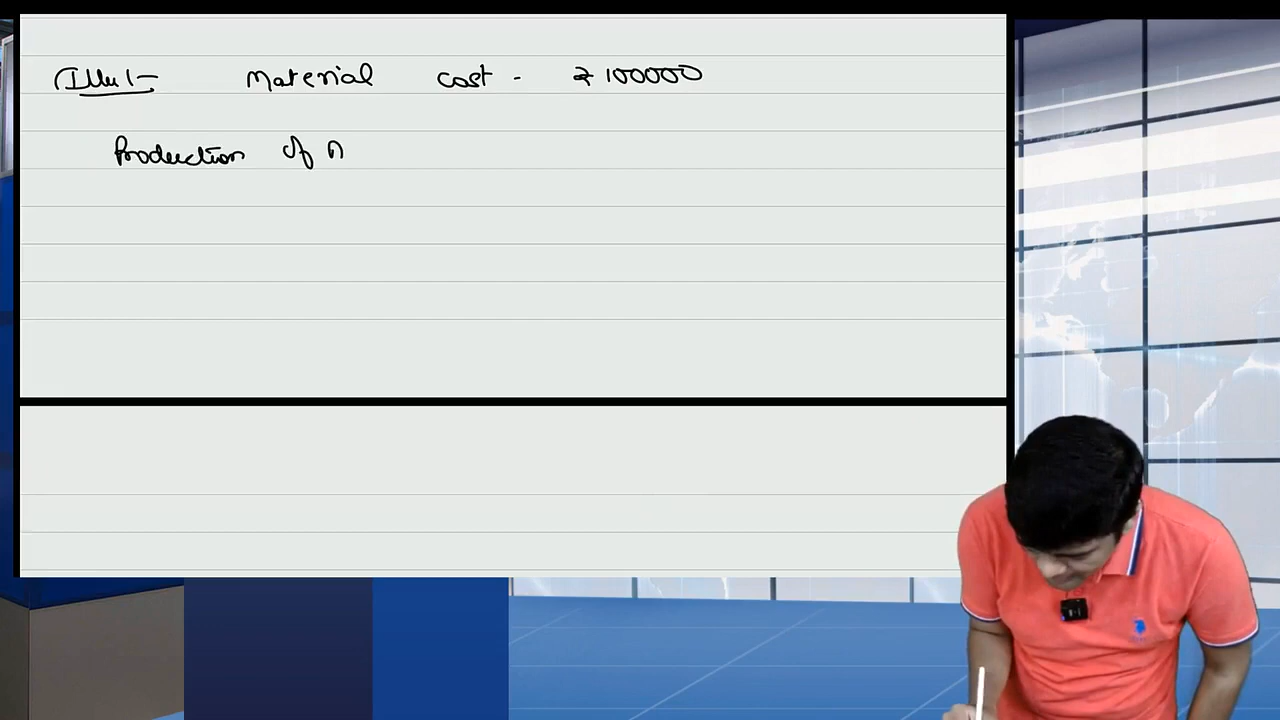 Illu 1- Material cost - ₹ 100000
Production of A